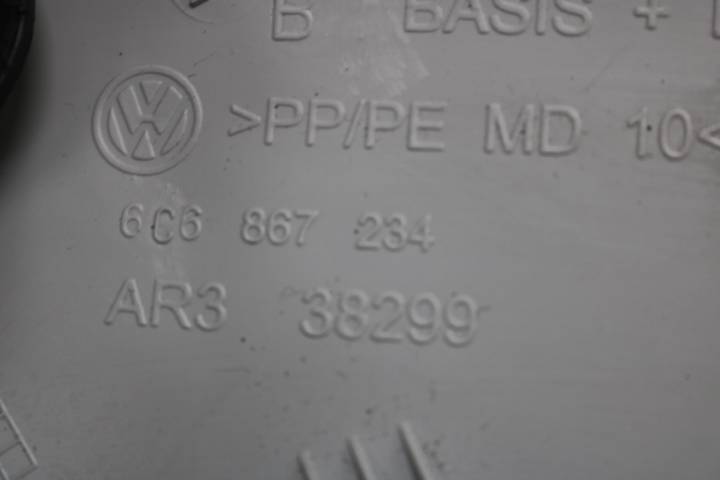 B BASIS +
>PP/PE MD 10<
6C6 867 234
AR3 38299